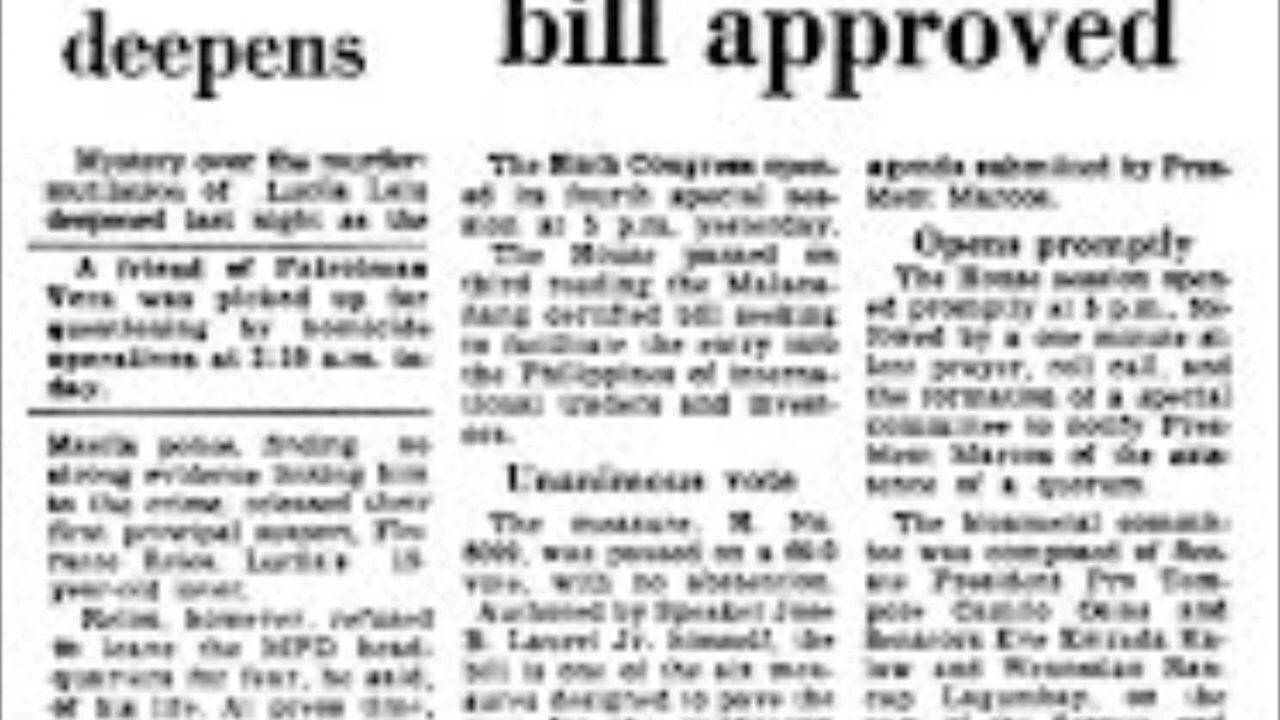 deepens
Mystery over the murder-
mutilation of Lucila Lalu
deepened last night as the
A friend of Patrolman
Vera was picked up for
questioning by homicide
operatives at a.m. to-
day.
Manila police, finding no
strong evidence linking him
to the crime, released their
first principal suspect, Flo-
rante Relos, Lucila's 19-
year-old lover.
Relos, however, refused
to leave the MPD head-
quarters for fear, he said,
of his life. At press time,
bill approved
The Sixth Congress open-
ed its fourth special ses-
sion at 5 p.m. yesterday.
The House passed on
third reading the Malaca-
ñang certified bill seeking
to facilitate the entry into
the Philippines of interna-
tional traders and invest-
ors.
Unanimous vote
The measure, H. No.
was passed on a
vote, with no abstention.
Authored by Speaker Jose
B. Laurel Jr. himself, the
bill is one of the six mea-
sures designed to pave the
agenda submitted by Pres-
ident Marcos.
Opens promptly
The House session open-
ed promptly at 5 p.m., fol-
lowed by a one minute si-
lent prayer, roll call, and
the formation of a special
committee to notify Pres-
ident Marcos of the exis-
tence of a quorum.
The bicameral commit-
tee was composed of Sen-
ate President Pro Tem-
pore Camilo Osias and
Senators Eva Estrada Ka-
law and Wenceslao Ran-
cap Lagumbay, on the